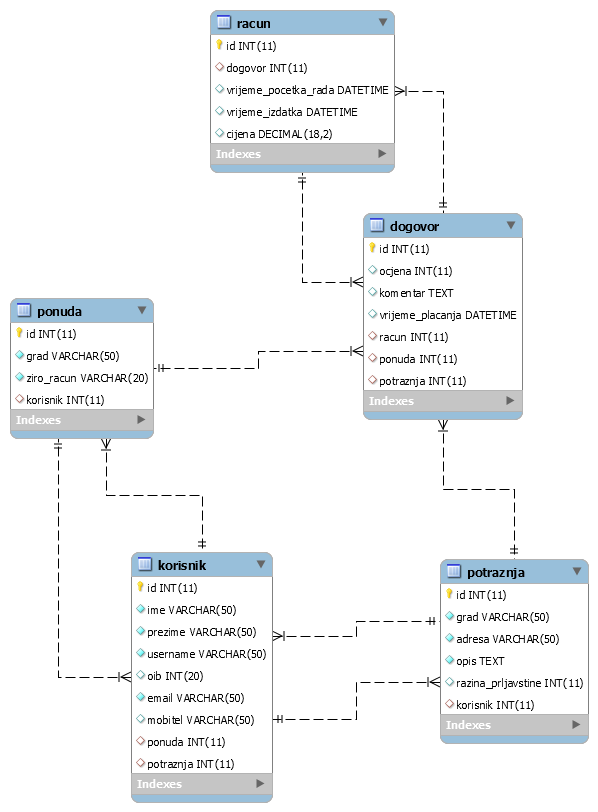 racun
id INT(11)
dogovor INT(11)
vrijeme_pocetka_rada DATETIME
vrijeme_izdatka DATETIME
cijena DECIMAL(18,2)
Indexes
dogovor
id INT(11)
ocjena INT(11)
komentar TEXT
vrijeme_placanja DATETIME
racun INT(11)
ponuda INT(11)
potraznja INT(11)
Indexes
ponuda
id INT(11)
grad VARCHAR(50)
ziro_racun VARCHAR(20)
korisnik INT(11)
Indexes
korisnik
id INT(11)
ime VARCHAR(50)
prezime VARCHAR(50)
username VARCHAR(50)
oib INT(20)
email VARCHAR(50)
mobitel VARCHAR(50)
ponuda INT(11)
potraznja INT(11)
Indexes
potraznja
id INT(11)
grad VARCHAR(50)
adresa VARCHAR(50)
opis TEXT
razina_prljavstine INT(11)
korisnik INT(11)
Indexes